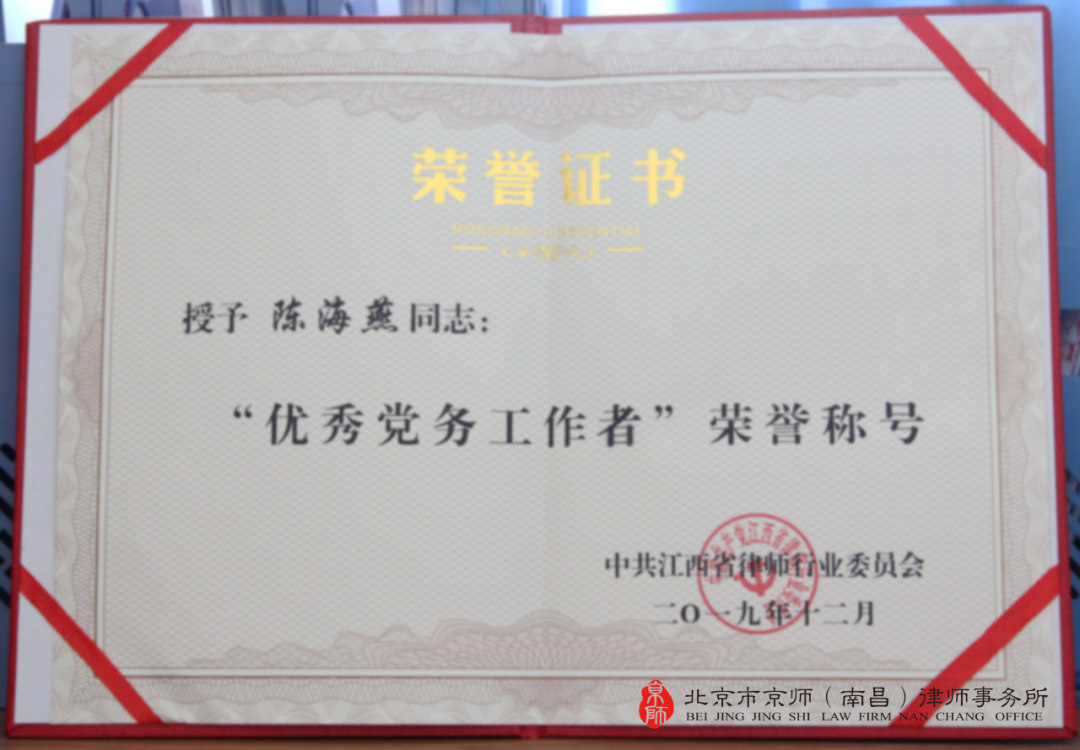 荣誉证书
授予 陈海燕同志：
“优秀党务工作者”荣誉称号
中共江西省律师行业委员会
二〇一九年十二月
京师
北京市京师（南昌）律师事务所
BEI JING JING SHI LAW FIRM NAN CHANG OFFICE